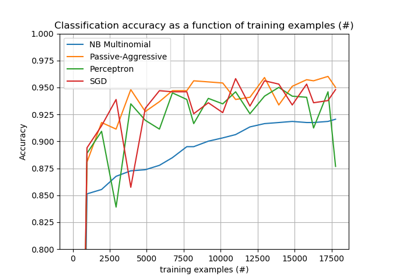 Classification accuracy as a function of training examples (#)
1.000
0.975
0.950
0.925
0.900
0.875
0.850
0.825
0.800
Accuracy
NB Multinomial
Passive-Aggressive
Perceptron
SGD
0 2500 5000 7500 10000 12500 15000 17500
training examples (#)